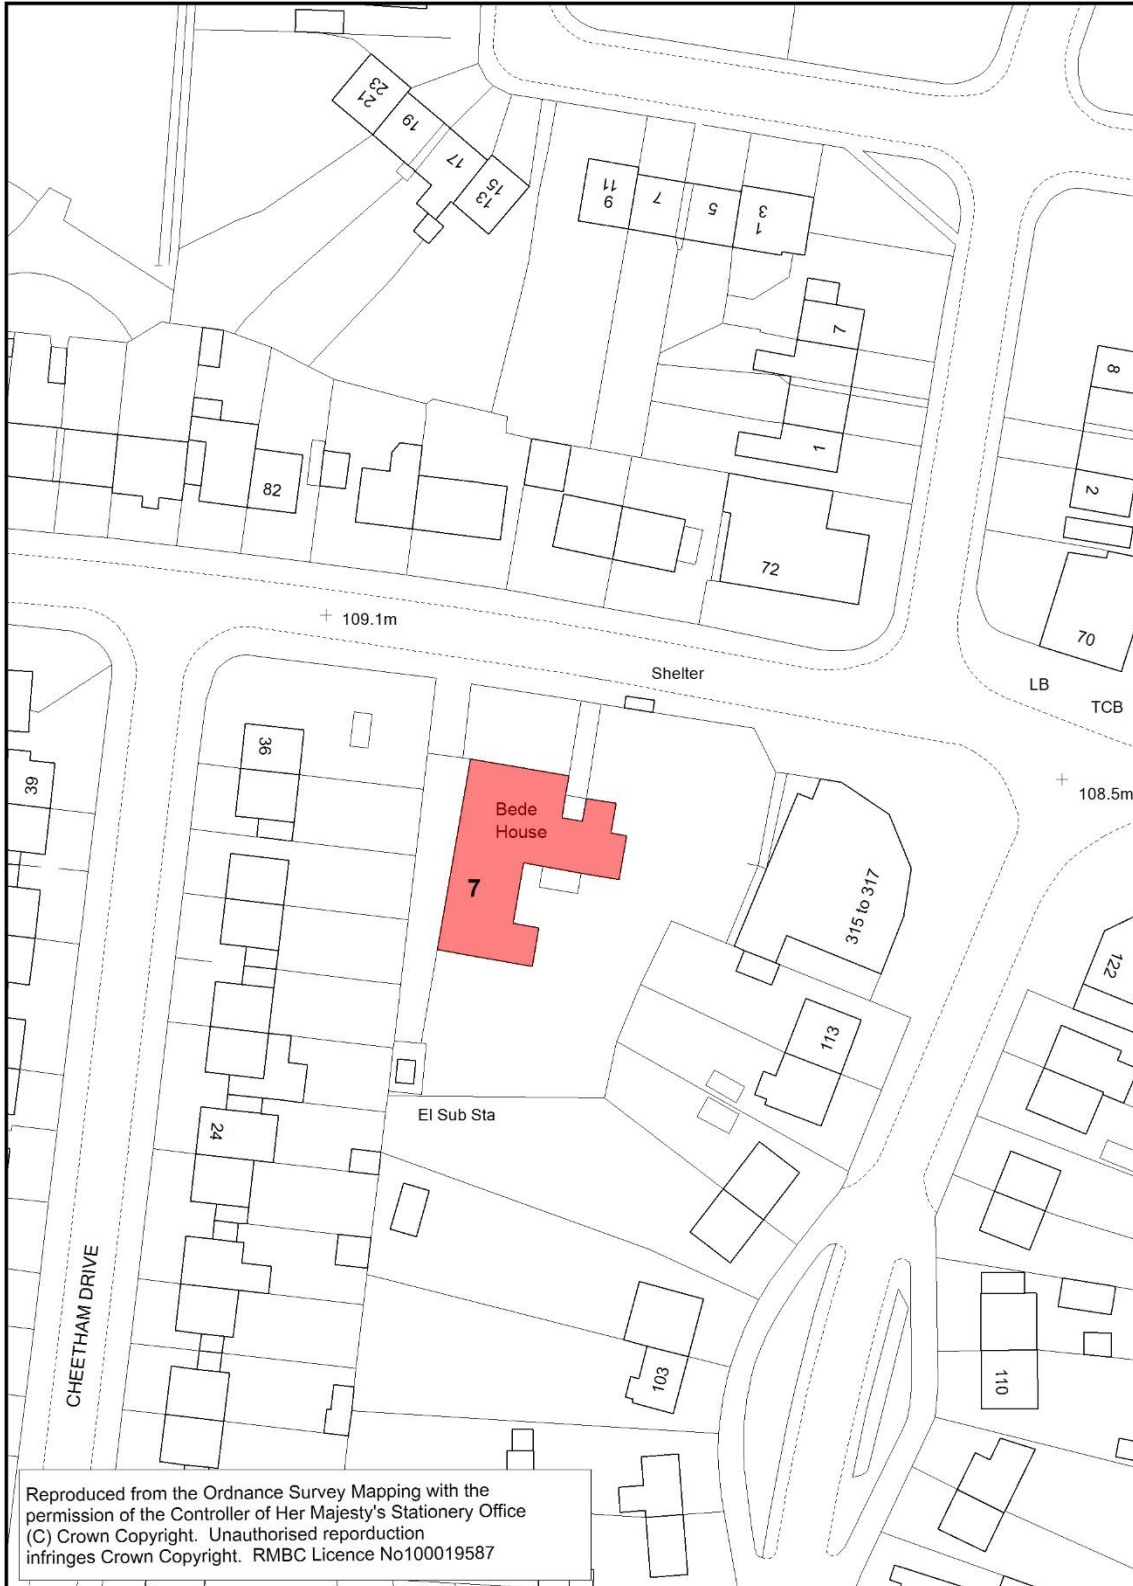 21
23
19
17
13
15
9
11
7
5
1
3
7
1
8
2
82
72
70
109.1m
Shelter
LB
TCB
108.5m
36
39
Bede
House
7
315 to 317
122
113
El Sub Sta
24
CHEETHAM DRIVE
103
110
Reproduced from the Ordnance Survey Mapping with the
permission of the Controller of Her Majesty's Stationery Office
(C) Crown Copyright. Unauthorised reporduction
infringes Crown Copyright. RMBC Licence No100019587